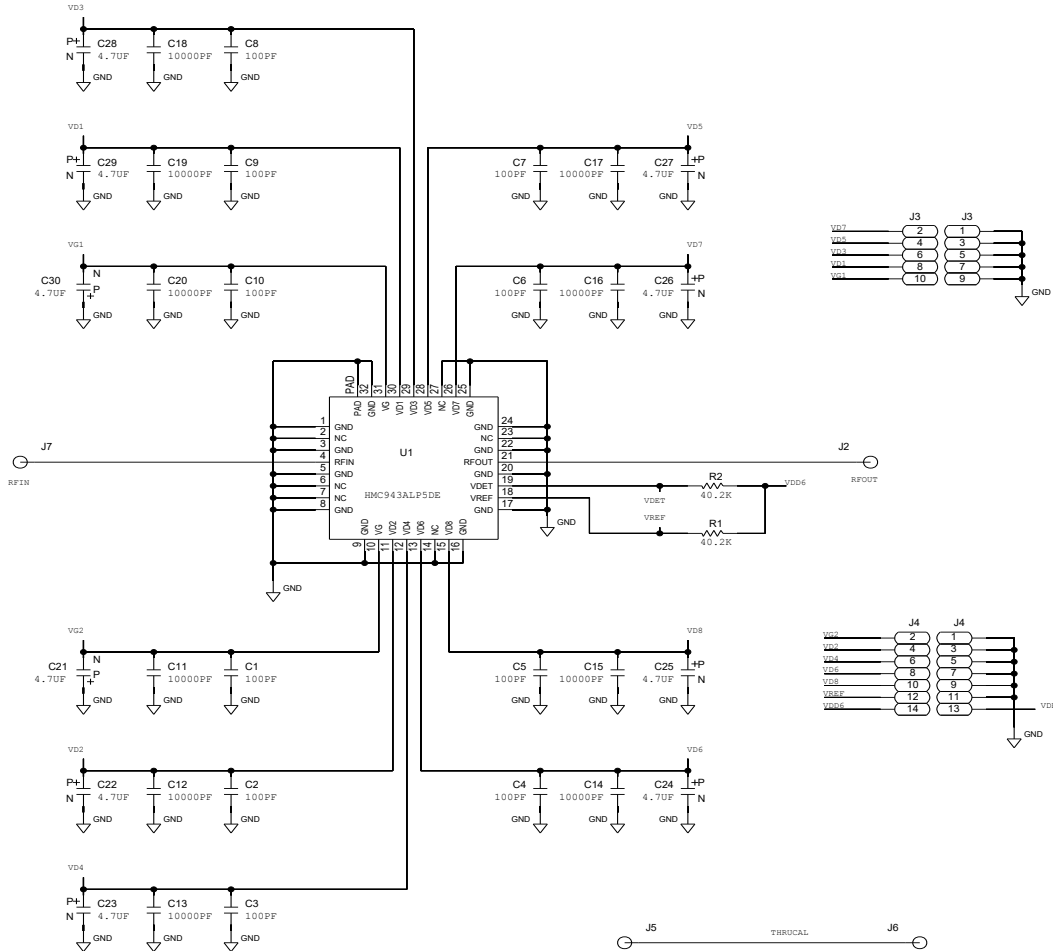 VD3
P+ C28 C18 C8
N 4.7UF 10000PF 100PF
GND GND GND
VD1 VD5
P+ C29 C19 C9 C7 C17 C27 +P
N 4.7UF 10000PF 100PF 100PF 10000PF 4.7UF N
GND GND GND GND GND GND
J3 J3
VD7 2 1
VD5 4 3
VD3 6 5
VD1 8 7
VG1 10 9
GND
VG1 VD7
C30 N C20 C10 C6 C16 C26 +P
4.7UF P + 10000PF 100PF 100PF 10000PF 4.7UF N
GND GND GND GND GND GND
PAD 32 31 30 29 28 27 26 25
PAD GND VG VD1 VD3 VD5 NC VD7 GND
1 GND GND 24
2 NC NC 23
3 GND GND 22
4 RFIN RFOUT 21
5 GND GND 20
6 NC VDET 19
7 NC VREF 18
8 GND GND 17
U1
HMC943ALP5DE
GND VG VD2 VD4 VD6 NC VD8 GND
9 10 11 12 13 14 15 16
J7
RFIN
J2
RFOUT
R2
40.2K
VDD6
VDET
VREF
R1
40.2K
GND
GND
VG2 VD8
C21 N C11 C1 C5 C15 C25 +P
4.7UF P + 10000PF 100PF 100PF 10000PF 4.7UF N
GND GND GND GND GND GND
J4 J4
VG2 2 1
VD2 4 3
VD4 6 5
VD6 8 7
VD8 10 9
VREF 12 11
VDD6 14 13
GND
VD2 VD6
P+ C22 C12 C2 C4 C14 C24 +P
N 4.7UF 10000PF 100PF 100PF 10000PF 4.7UF N
GND GND GND GND GND GND
VD4
P+ C23 C13 C3
N 4.7UF 10000PF 100PF
GND GND GND
J5 THRUCAL J6